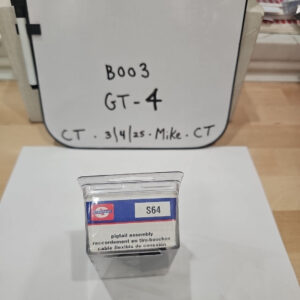 B003
GT-4
CT · 3/4/25 · Mike · CT
S64
pigtail assembly
raccordement en tire-bouchon
cable flexible de conexión